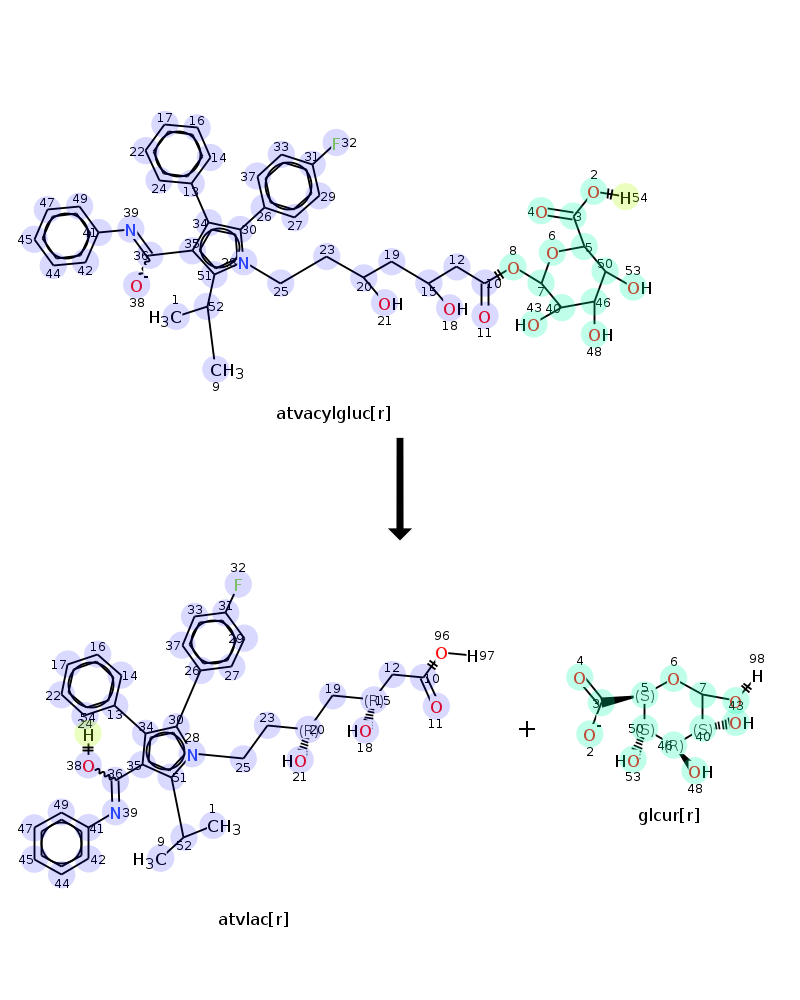 17 16
22 14
24 13
33 31 F 32
37 29
26 27
47 49
45 41
44 42
39 N
36
O
38
34 30
35 28 N
51
1
H3C 52
CH3
9
25 23 20 19 15 12 10
OH
21
OH
18
O
11
8
O
2
O H 54
4 O 3
6
O 5
50 53
OH
7 40 46
43
HO
OH
48
atvacylgluc[r]
32
F
33 31
37 29
26 27
16
17 14
22 13
54
24
H
38 O 36
34 30
35 28
N
51
N 39
49 41
47
45 42
44
1
CH3
9
H3C 52
25 23
(R) 20
HO
21
19
(R) 15
HO
18
12 10
96
O H 97
O
11
+
4
O
3
O-
2
5
(S)
6
O
7
98
H
O
43
OH
(S)
40
50
(S)
46
(R)
HO
53
OH
48
glcur[r]
atvlac[r]